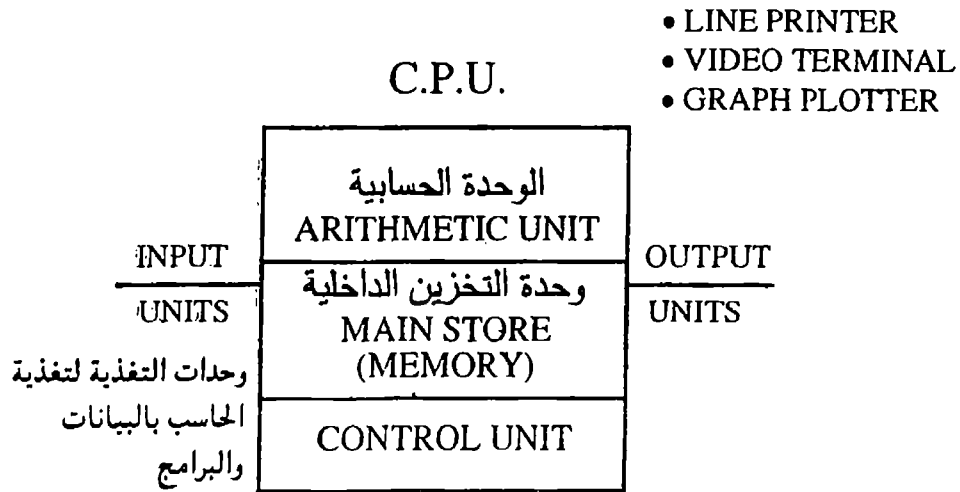 • LINE PRINTER
• VIDEO TERMINAL
• GRAPH PLOTTER
C.P.U.
الوحدة الحسابية
ARITHMETIC UNIT
INPUT
UNITS
وحدة التخزين الداخلية
MAIN STORE
(MEMORY)
OUTPUT
UNITS
وحدات التغذية لتغذية
الحاسب بالبيانات
والبرامج
CONTROL UNIT